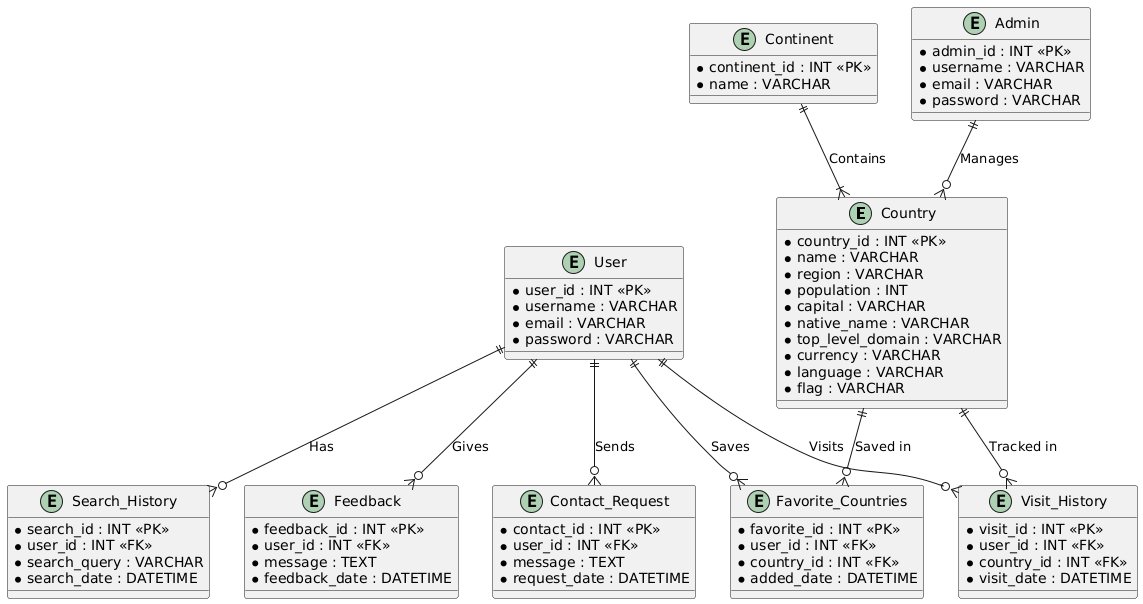 E Continent
* continent_id : INT «PK»
* name : VARCHAR
E Admin
* admin_id : INT «PK»
* username : VARCHAR
* email : VARCHAR
* password : VARCHAR
Contains
Manages
E Country
* country_id : INT «PK»
* name : VARCHAR
* region : VARCHAR
* population : INT
* capital : VARCHAR
* native_name : VARCHAR
* top_level_domain : VARCHAR
* currency : VARCHAR
* language : VARCHAR
* flag : VARCHAR
E User
* user_id : INT «PK»
* username : VARCHAR
* email : VARCHAR
* password : VARCHAR
Has
Gives
Sends
Saves
Visits
Saved in
Tracked in
E Search_History
* search_id : INT «PK»
* user_id : INT «FK»
* search_query : VARCHAR
* search_date : DATETIME
E Feedback
* feedback_id : INT «PK»
* user_id : INT «FK»
* message : TEXT
* feedback_date : DATETIME
E Contact_Request
* contact_id : INT «PK»
* user_id : INT «FK»
* message : TEXT
* request_date : DATETIME
E Favorite_Countries
* favorite_id : INT «PK»
* user_id : INT «FK»
* country_id : INT «FK»
* added_date : DATETIME
E Visit_History
* visit_id : INT «PK»
* user_id : INT «FK»
* country_id : INT «FK»
* visit_date : DATETIME